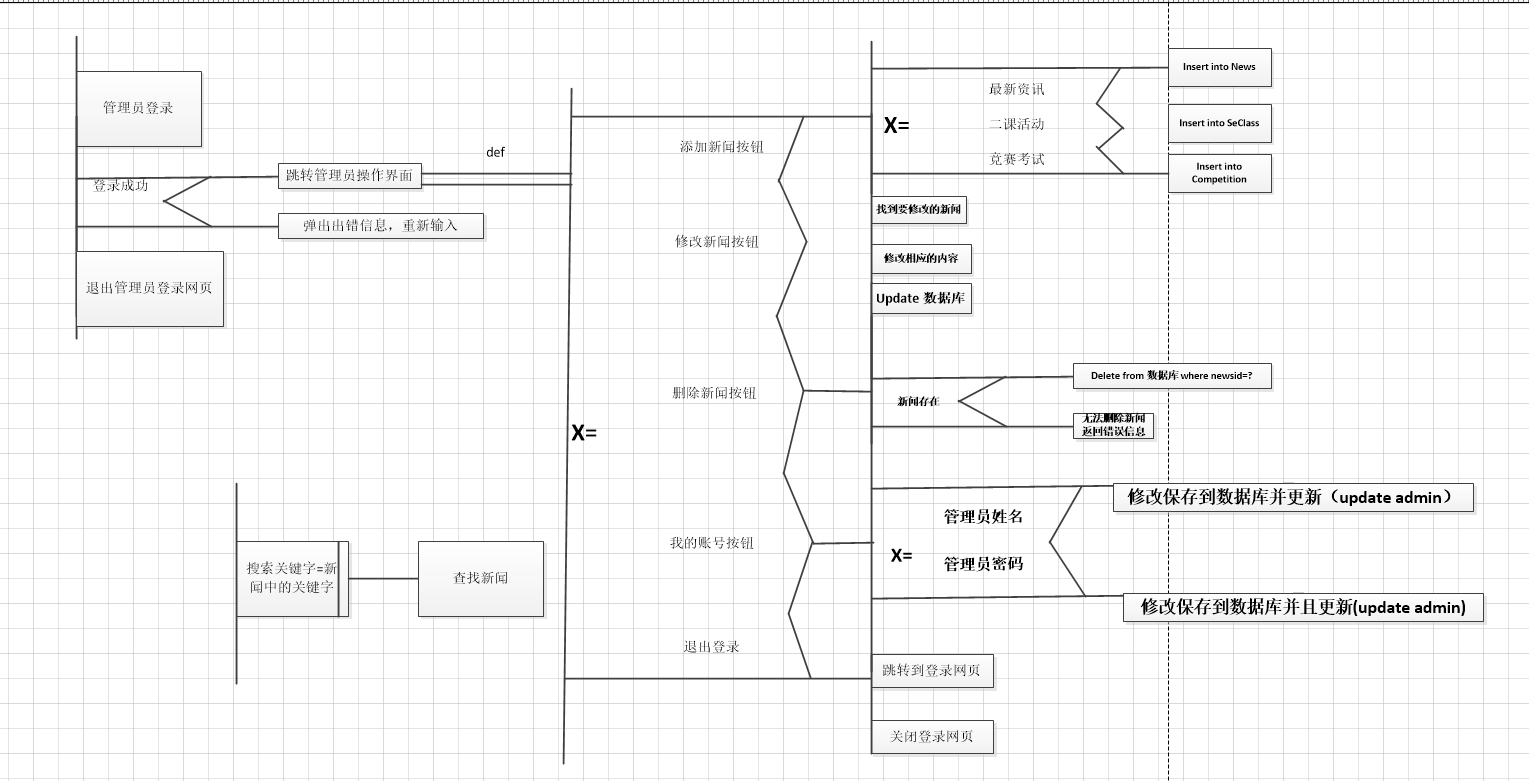 管理员登录
登录成功
跳转管理员操作界面
def
弹出出错信息，重新输入
退出管理员登录网页
搜索关键字=新
闻中的关键字
查找新闻
X=
添加新闻按钮
修改新闻按钮
删除新闻按钮
我的账号按钮
退出登录
X=
最新资讯
二课活动
竞赛考试
Insert into News
Insert into SeClass
Insert into
Competition
找到要修改的新闻
修改相应的内容
Update 数据库
新闻存在
Delete from 数据库 where newsid=?
无法删除新闻
返回错误信息
X=
管理员姓名
管理员密码
修改保存到数据库并更新（update admin）
修改保存到数据库并且更新(update admin)
跳转到登录网页
关闭登录网页